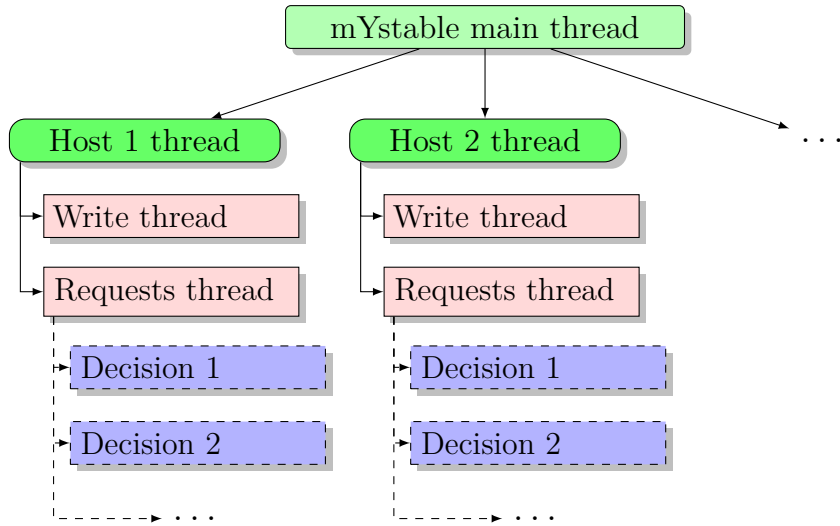 mYstable main thread
Host 1 thread
Host 2 thread
...
Write thread
Write thread
Requests thread
Requests thread
Decision 1
Decision 1
Decision 2
Decision 2
...
...